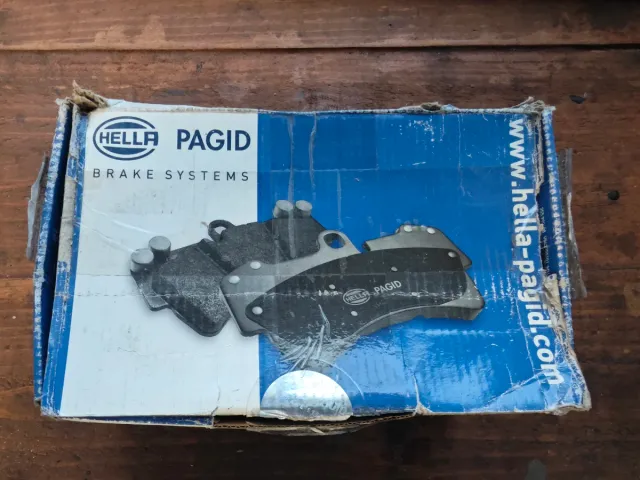 HELLA PAGID
BRAKE SYSTEMS
HELLA PAGID
www.hella-pagid.com